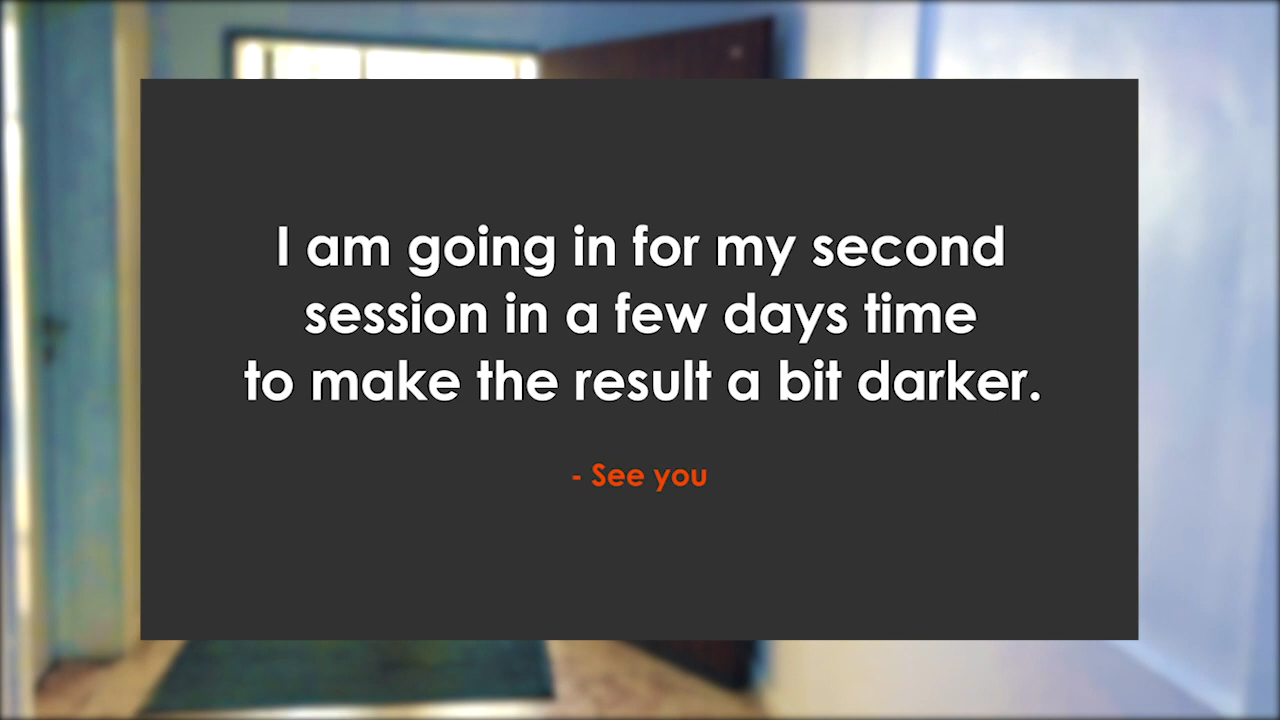 I am going in for my second
session in a few days time
to make the result a bit darker.
- See you